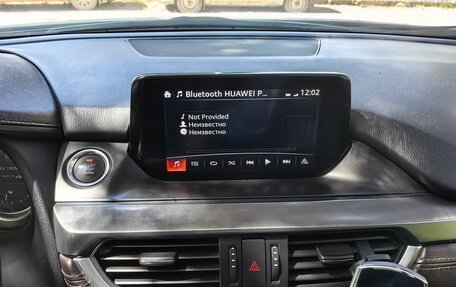 Bluetooth HUAWEI P... 12:02
Not Provided
Неизвестно
Неизвестно